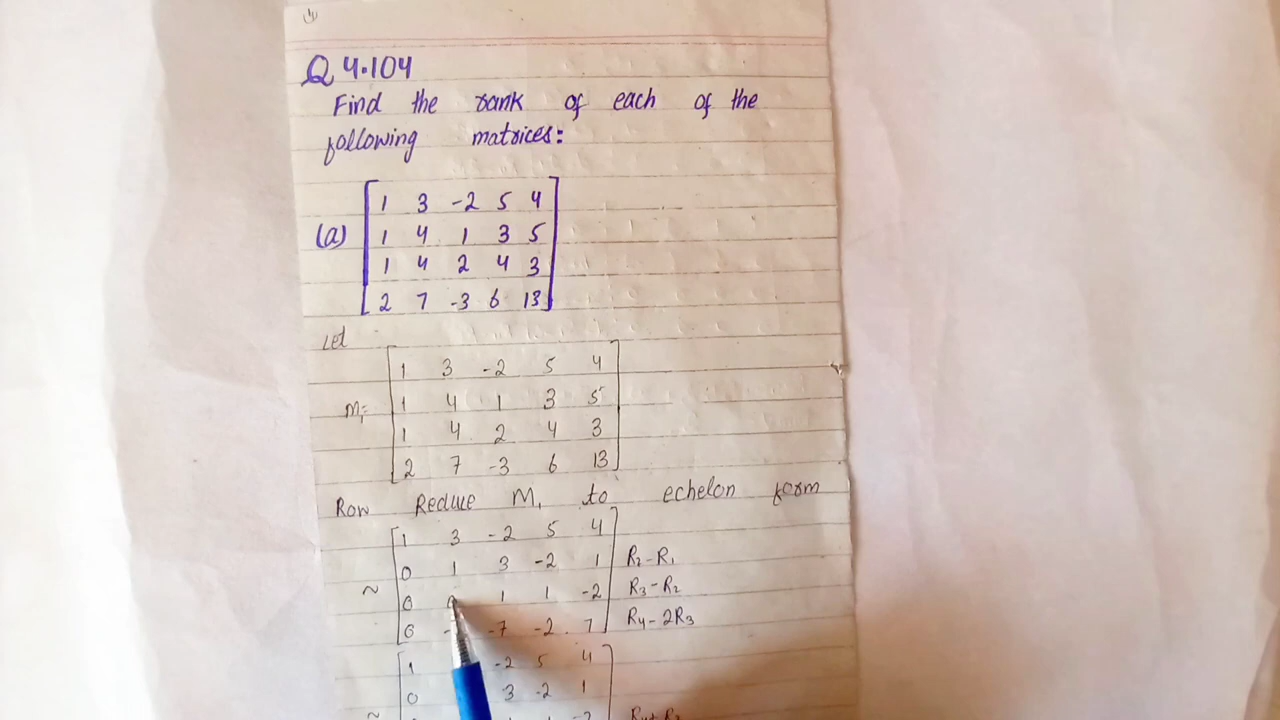 Q 4.104
Find the rank of each of the
following matrices:
(a)
1 3 -2 5 4
1 4 1 3 5
1 4 2 4 3
2 7 -3 6 13
Let
M₁=
1 3 -2 5 4
1 4 1 3 5
1 4 2 4 3
2 7 -3 6 13
Row Reduce M₁ to echelon form
1 3 -2 5 4
0 1 3 -2 1 R₂-R₁
~ 0 0 1 1 -2 R₃-R₂
0 -7 -2 7 R₄-2R₃
1 -2 5 4
0 3 -2 1
~